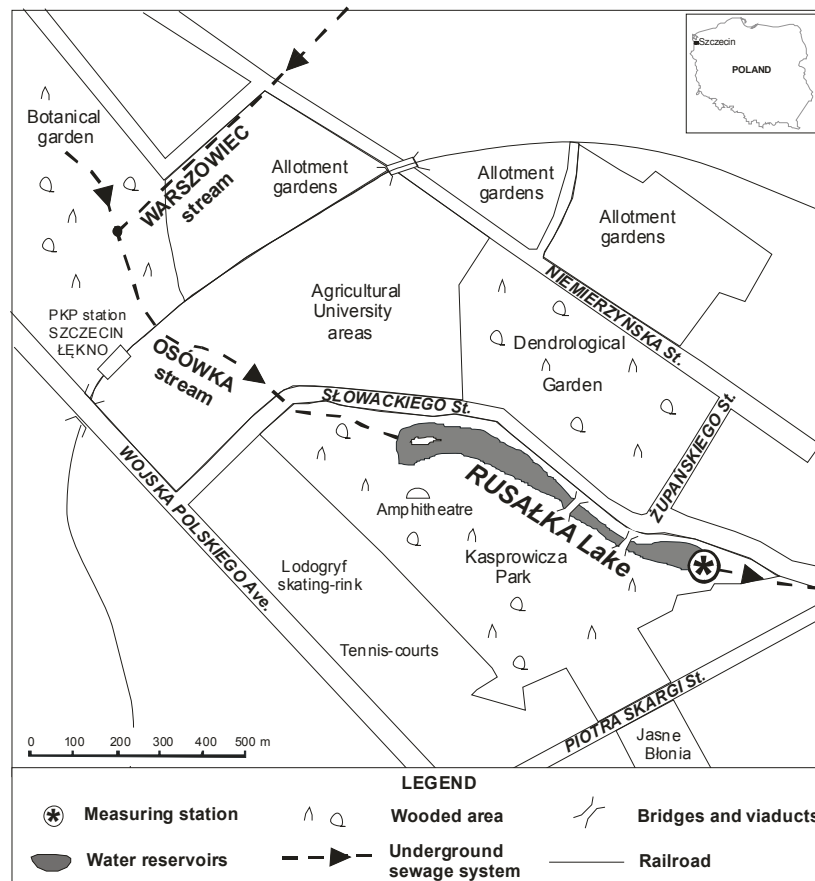 Szczecin
POLAND
Botanical
garden
WARSZOWIEC
stream
Allotment
gardens
Allotment
gardens
Allotment
gardens
NIEMIERZYŃSKA St.
PKP station
SZCZECIN
ŁĘKNO
Agricultural
University
areas
OSÓWKA
stream
Dendrological
Garden
SŁOWACKIEGO St.
ŻUPAŃSKIEGO St.
RUSAŁKA Lake
Amphitheatre
WOJSKA POLSKIEGO Ave.
Kasprowicza
Park
Lodogryf
skating-rink
Tennis-courts
PIOTRA SKARGI St.
Jasne
Błonia
0 100 200 300 400 500 m
LEGEND
Measuring station
Wooded area
Bridges and viaducts
Water reservoirs
Underground
sewage system
Railroad